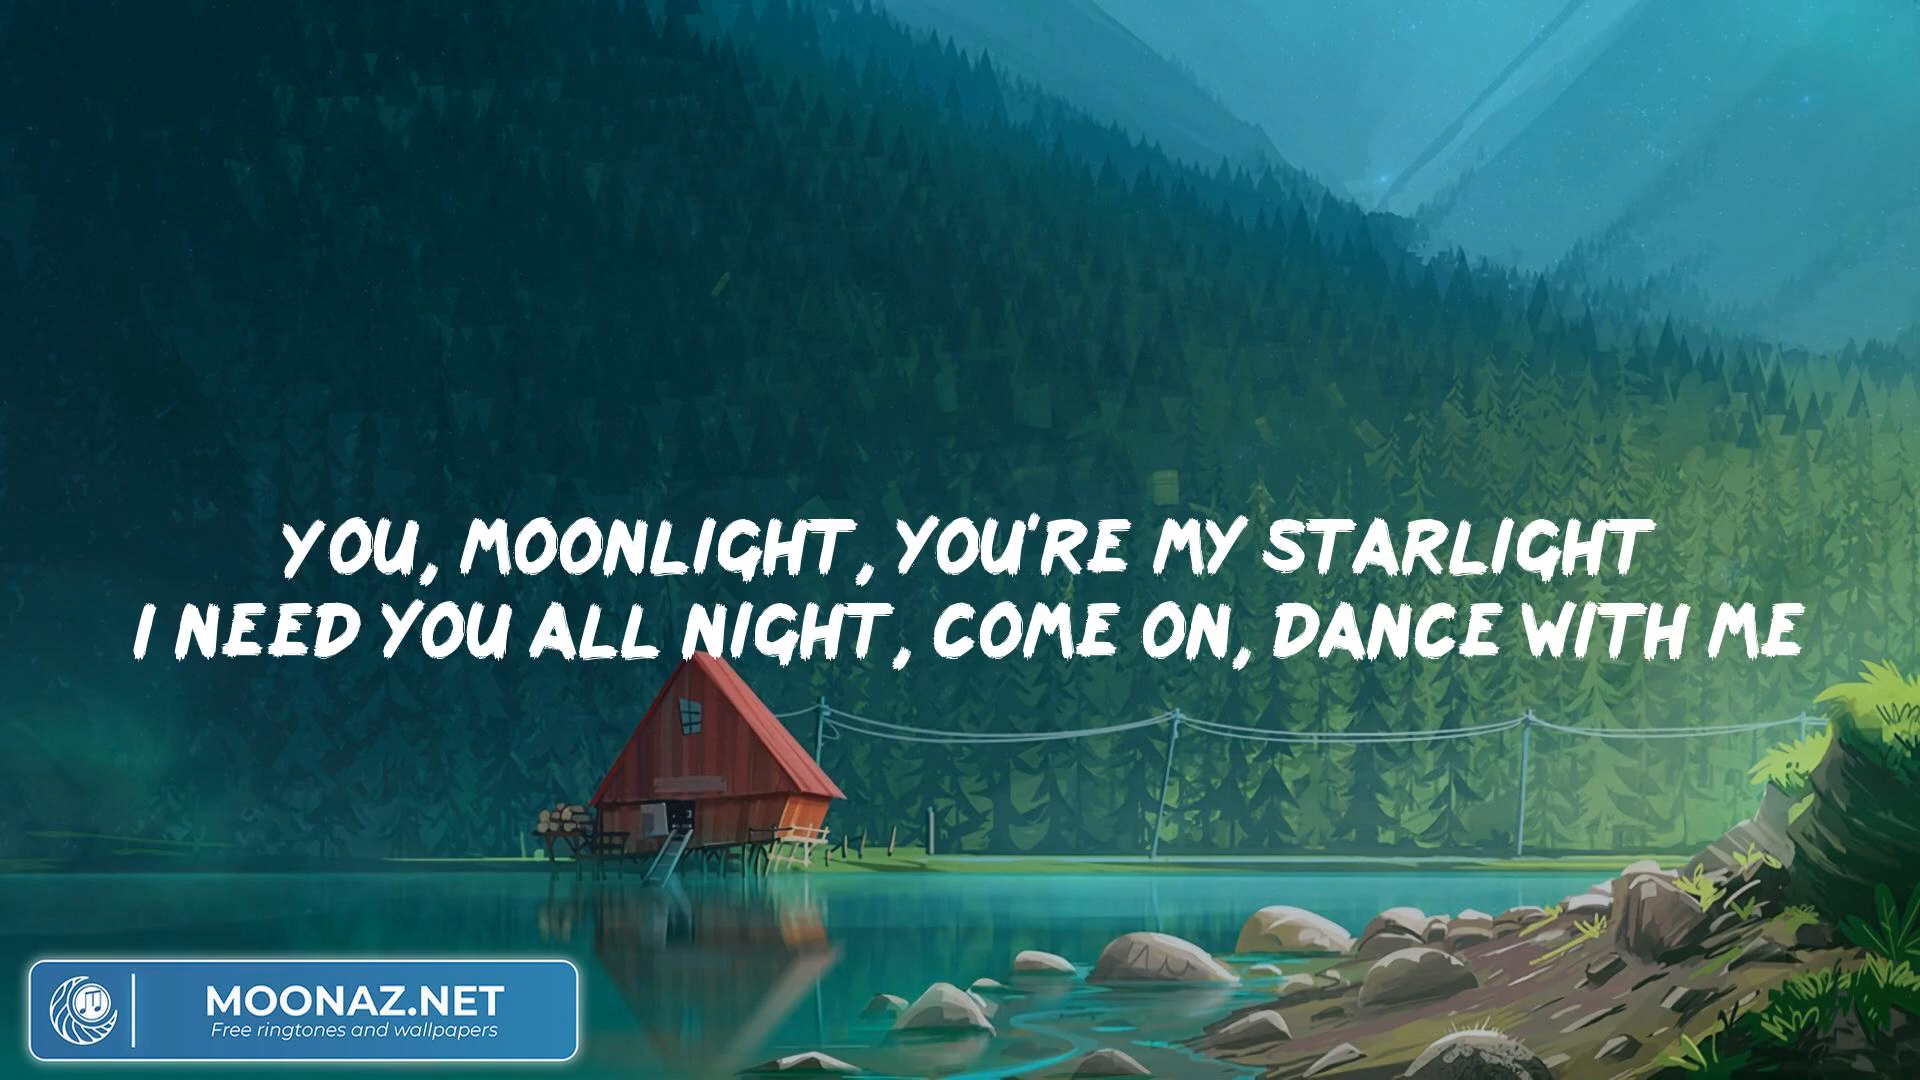 YOU, MOONLIGHT, YOU'RE MY STARLIGHT
I NEED YOU ALL NIGHT, COME ON, DANCE WITH ME
MOONAZ.NET
Free ringtones and wallpapers